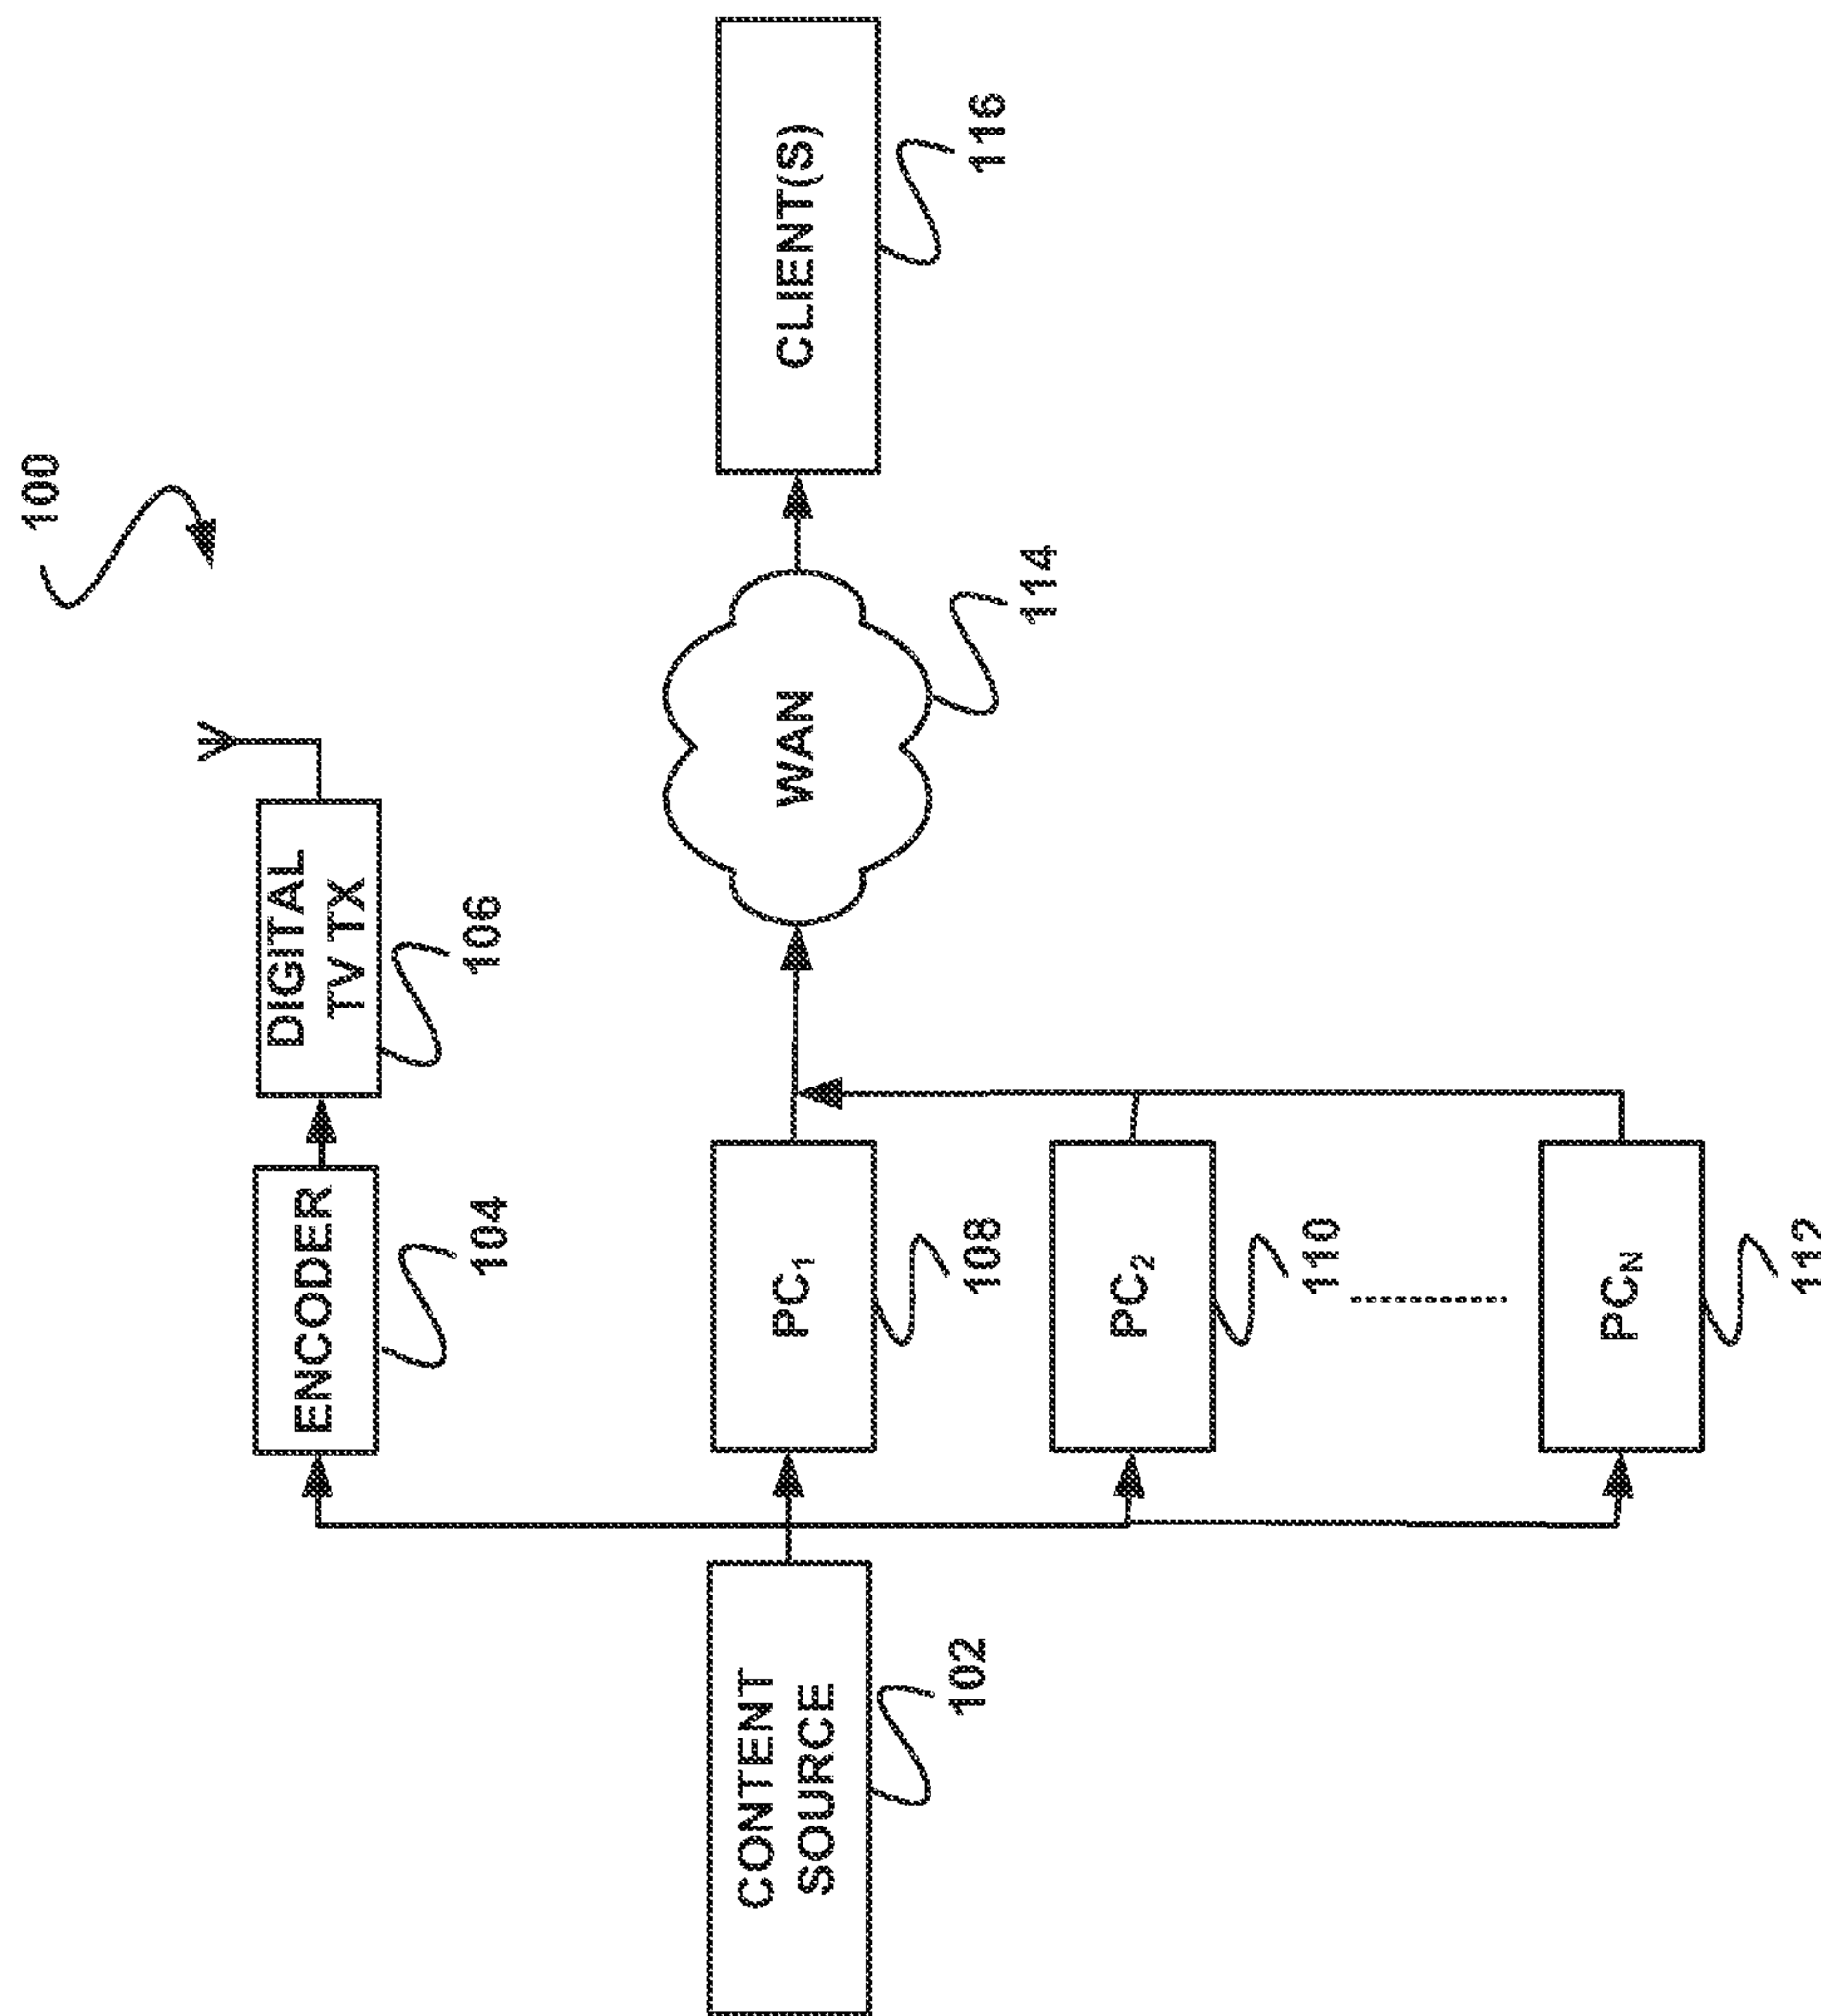 100
ENCODER
104
DIGITAL
TV TX
106
CONTENT
SOURCE
102
PC₁
108
WAN
114
CLIENT(S)
116
PC₂
110
PCN
112